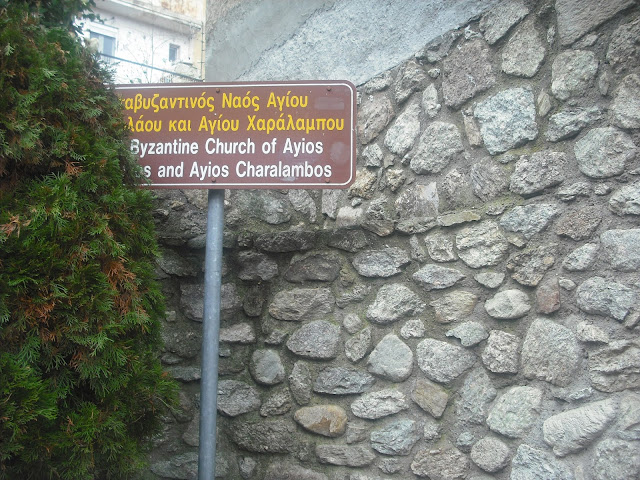 αβυζαντινός Ναός Αγίου
λάου και Αγίου Χαράλαμπου
Byzantine Church of Ayios
s and Ayios Charalambos